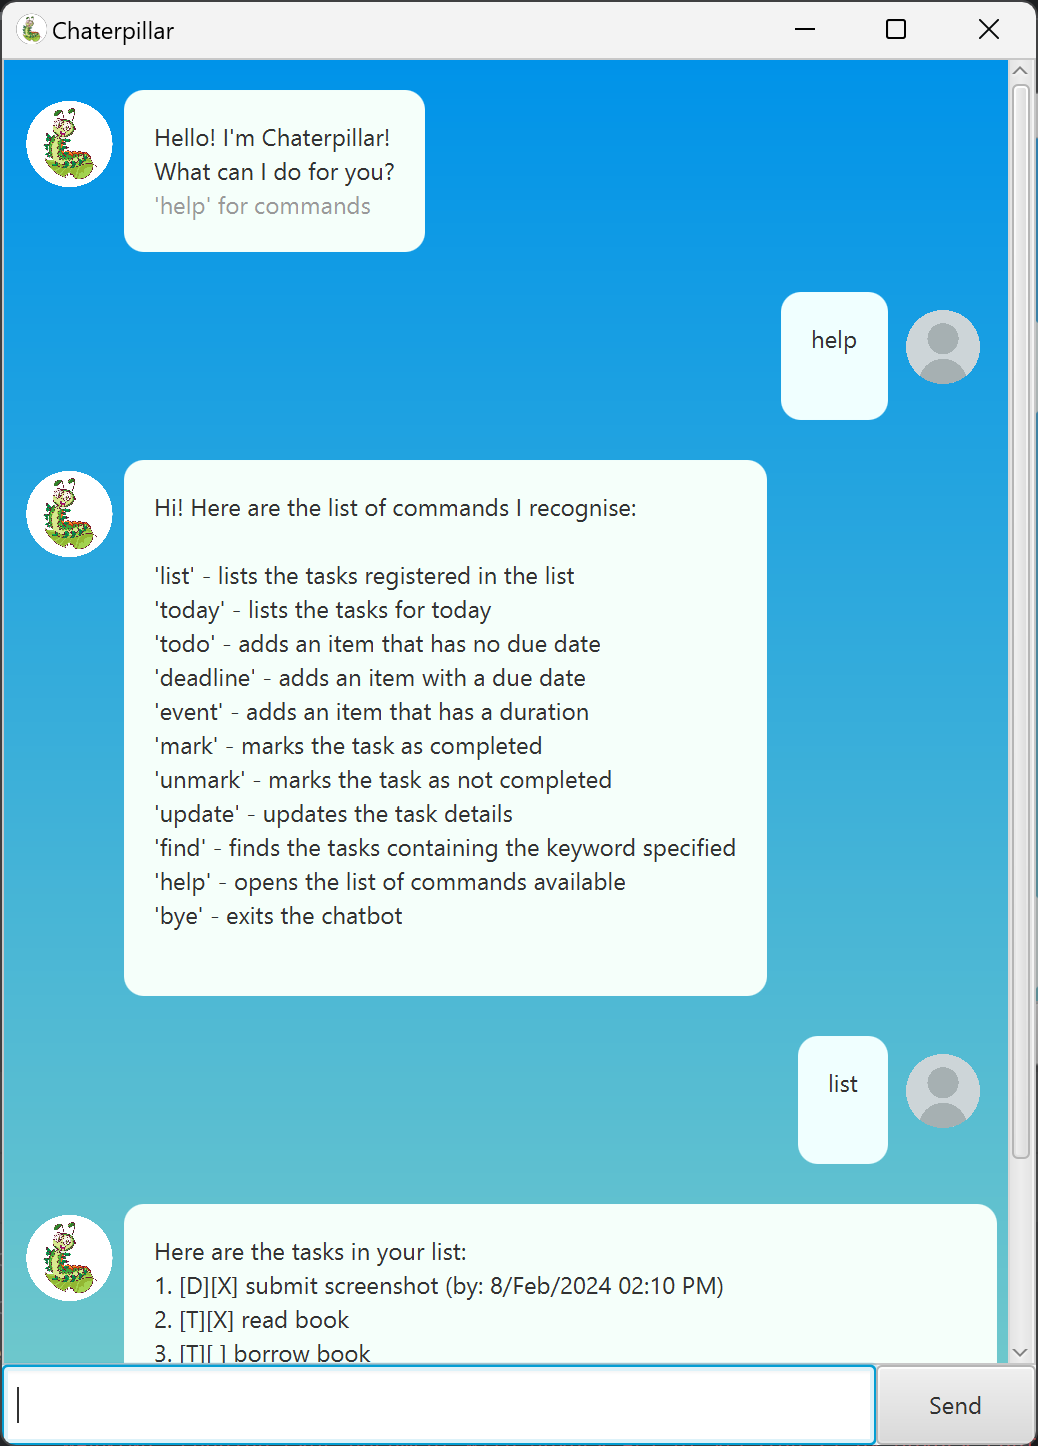 Chaterpillar
Hello! I'm Chaterpillar!
What can I do for you?
'help' for commands
help
Hi! Here are the list of commands I recognise:
'list' - lists the tasks registered in the list
'today' - lists the tasks for today
'todo' - adds an item that has no due date
'deadline' - adds an item with a due date
'event' - adds an item that has a duration
'mark' - marks the task as completed
'unmark' - marks the task as not completed
'update' - updates the task details
'find' - finds the tasks containing the keyword specified
'help' - opens the list of commands available
'bye' - exits the chatbot
list
Here are the tasks in your list:
1. [D][X] submit screenshot (by: 8/Feb/2024 02:10 PM)
2. [T][X] read book
3. [T][ ] borrow book
Send